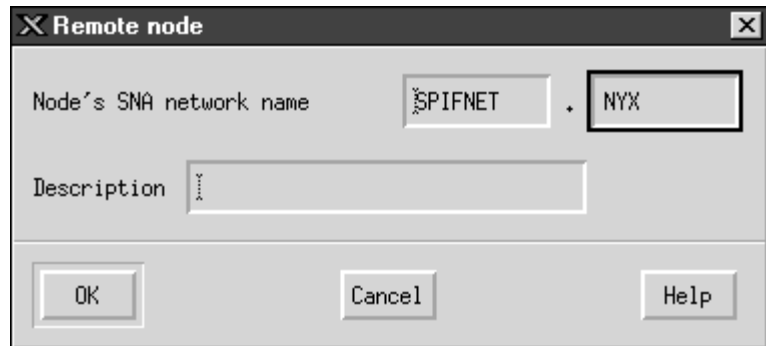 Remote node
Node's SNA network name SPIFNET . NYX
Description
OK Cancel Help